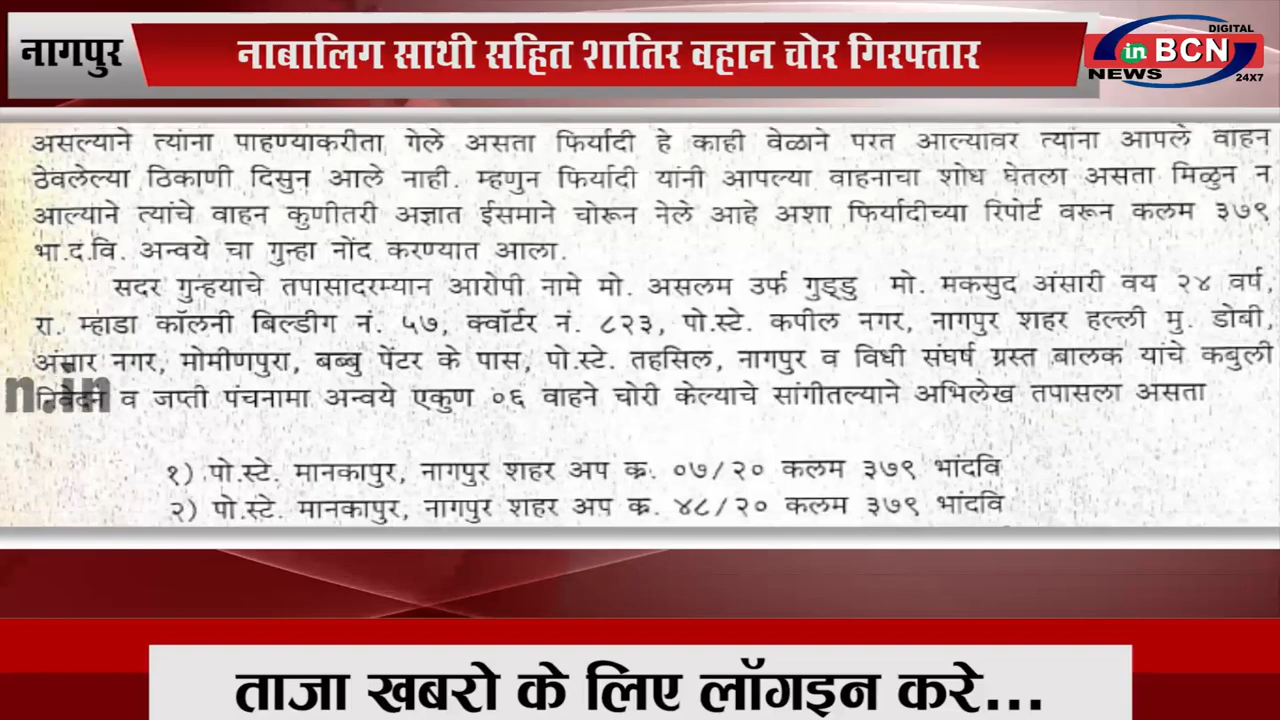 नागपुर
नाबालिग साथी सहित शातिर वहान चोर गिरफ्तार
DIGITAL
in BCN
NEWS
24X7
असल्याने त्यांना पाहण्याकरीता गेले असता फिर्यादी हे काही वेळाने परत आल्यावर त्यांना आपले वाहन
ठेवलेल्या ठिकाणी दिसुन आले नाही. म्हणुन फिर्यादी यांनी आपल्या वाहनाचा शोध घेतला असता मिळुन न
आल्याने त्यांचे वाहन कुणीतरी अज्ञात ईसमाने चोरून नेले आहे अशा फिर्यादीच्या रिपोर्ट वरून कलम ३७९
भा.द.वि. अन्वये चा गुन्हा नोंद करण्यात आला.
सदर गुन्हयाचे तपासादरम्यान आरोपी नामे मो. असलम उर्फ गुड्डु मो. मकसुद अंसारी वय २४ वर्ष,
रा. म्हाडा कॉलनी बिल्डींग नं. ५७, क्वॉर्टर नं. ८२३, पो.स्टे. कपील नगर, नागपुर शहर हल्ली मु. डोबी,
अंसार नगर, मोमीणपुरा, बब्बु पेंटर के पास, पो.स्टे. तहसिल, नागपुर व विधी संघर्ष ग्रस्त बालक यांचे कबुली
n.in
निवेदन व जप्ती पंचनामा अन्वये एकुण ०६ वाहने चोरी केल्याचे सांगीतल्याने अभिलेख तपासला असता
१) पो.स्टे. मानकापुर, नागपुर शहर अप क्र. ०७/२० कलम ३७९ भांदवि
२) पो.स्टे. मानकापुर, नागपुर शहर अप क्र. ४८/२० कलम ३७९ भांदवि
ताजा खबरो के लिए लॉगइन करे...